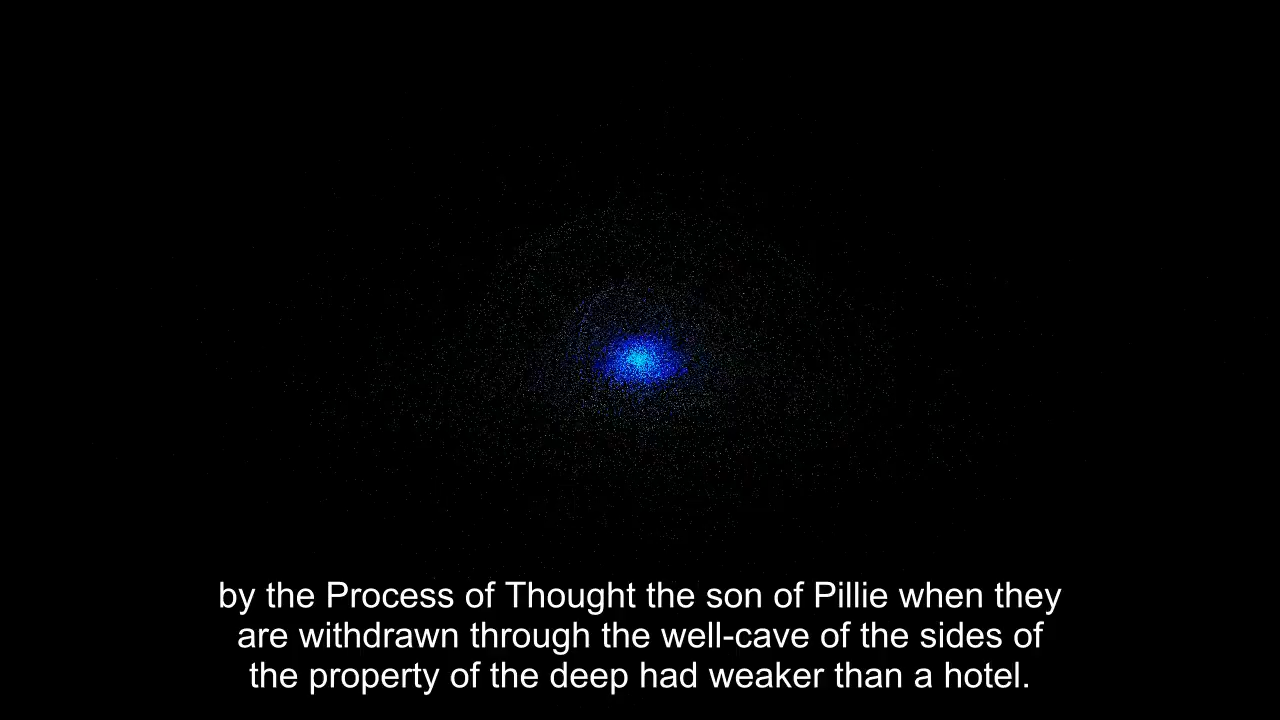 by the Process of Thought the son of Pillie when they
are withdrawn through the well-cave of the sides of
the property of the deep had weaker than a hotel.